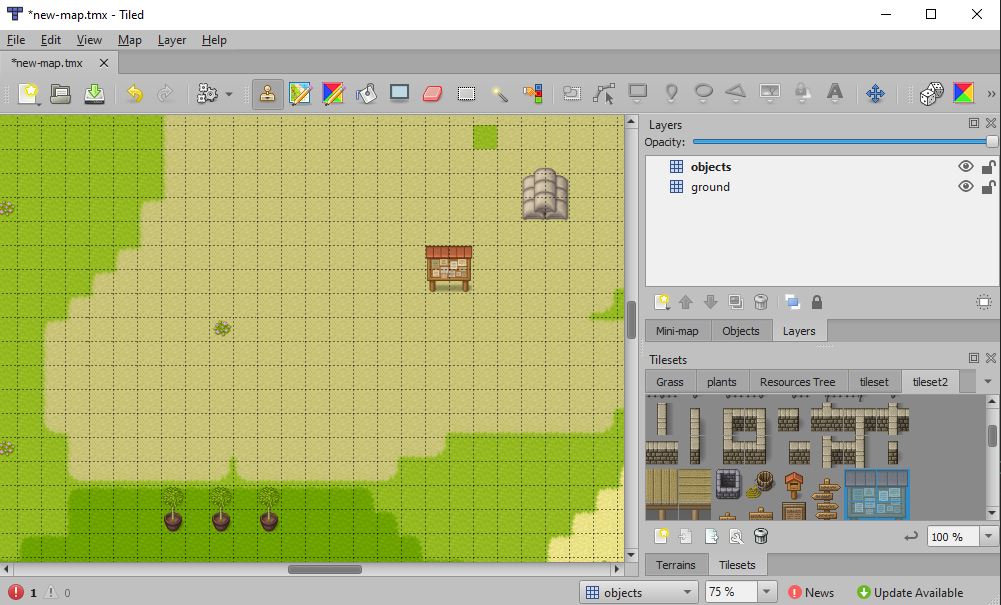 *new-map.tmx - Tiled
File Edit View Map Layer Help
*new-map.tmx
Layers
Opacity:
objects
ground
Mini-map Objects Layers
Tilesets
Grass plants Resources Tree tileset tileset2
100 %
Terrains Tilesets
1 0 objects 75 % News Update Available